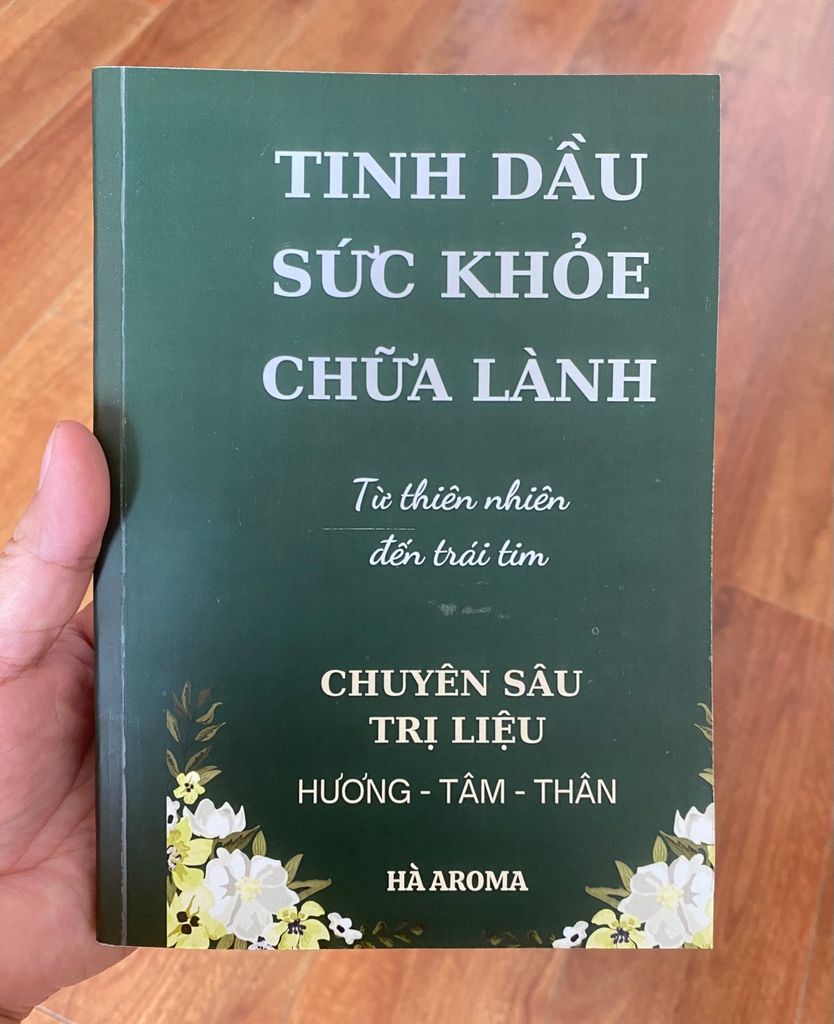 TINH DẦU
SỨC KHỎE
CHỮA LÀNH
Từ thiên nhiên
đến trái tim
CHUYÊN SÂU
TRỊ LIỆU
HƯƠNG - TÂM - THÂN
HÀ AROMA